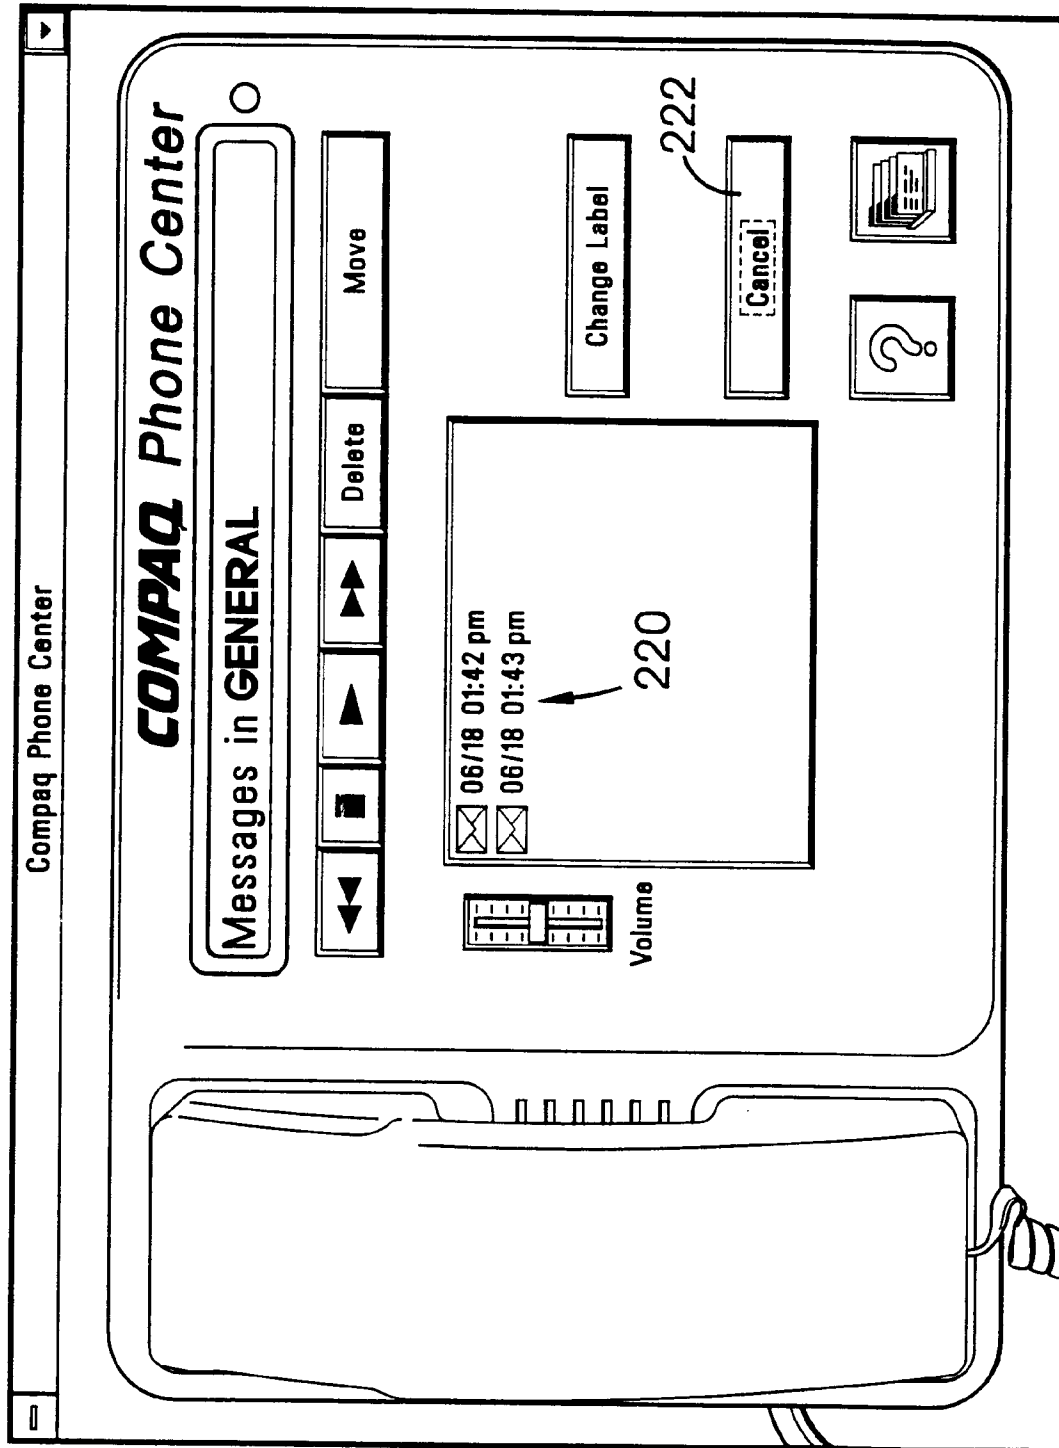 Compaq Phone Center
COMPAQ Phone Center
Messages in GENERAL
Delete
Move
06/18 01:42 pm
06/18 01:43 pm
220
Volume
Change Label
222
Cancel
?